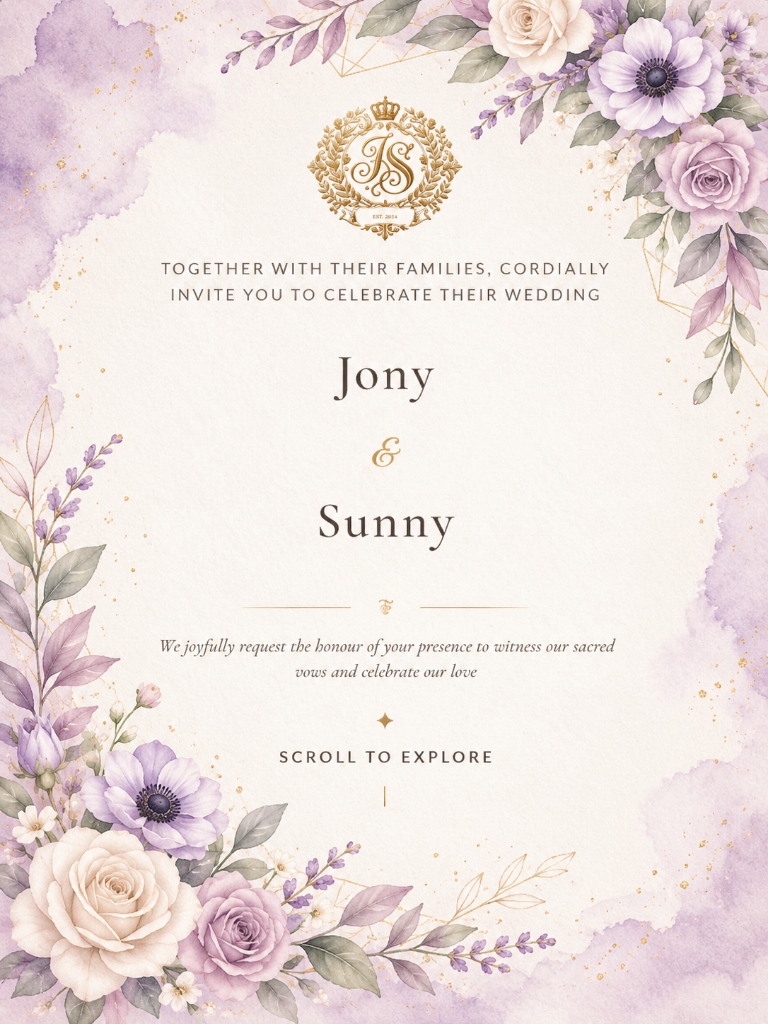 JS
TOGETHER WITH THEIR FAMILIES, CORDIALLY
INVITE YOU TO CELEBRATE THEIR WEDDING
Jony
&
Sunny
We joyfully request the honour of your presence to witness our sacred
vows and celebrate our love
SCROLL TO EXPLORE